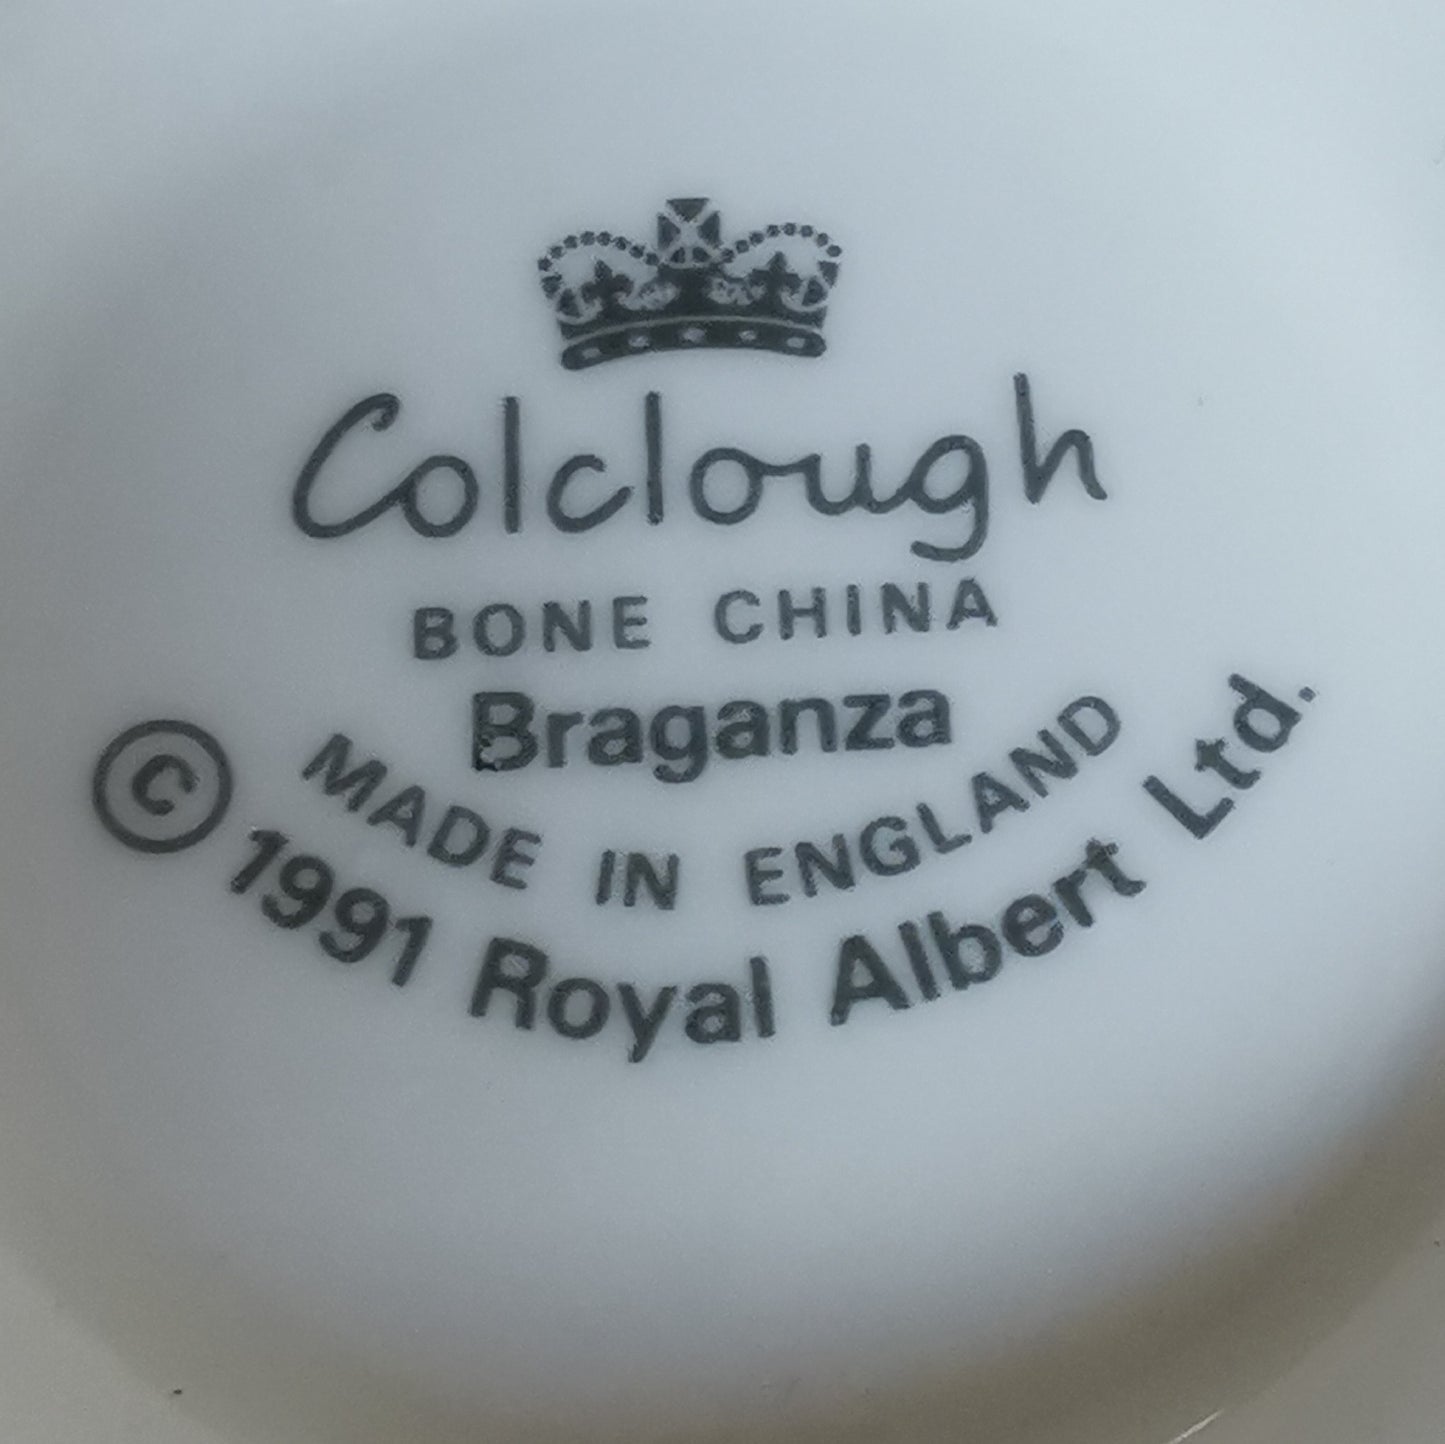 Colclough
BONE CHINA
Braganza
MADE IN ENGLAND
© 1991 Royal Albert Ltd.